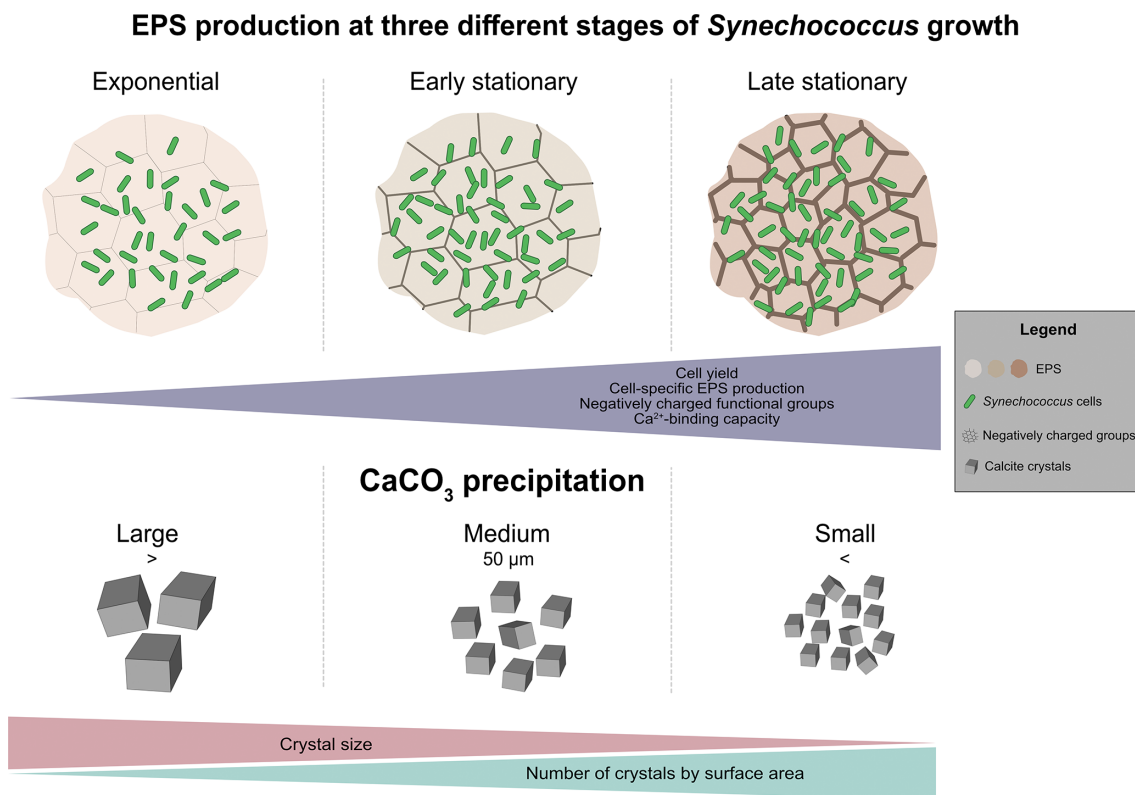 EPS production at three different stages of Synechococcus growth
Exponential
Early stationary
Late stationary
Cell yield
Cell-specific EPS production
Negatively charged functional groups
Ca²⁺-binding capacity
Legend
EPS
Synechococcus cells
Negatively charged groups
Calcite crystals
CaCO₃ precipitation
Large
>
Medium
50 µm
Small
<
Crystal size
Number of crystals by surface area